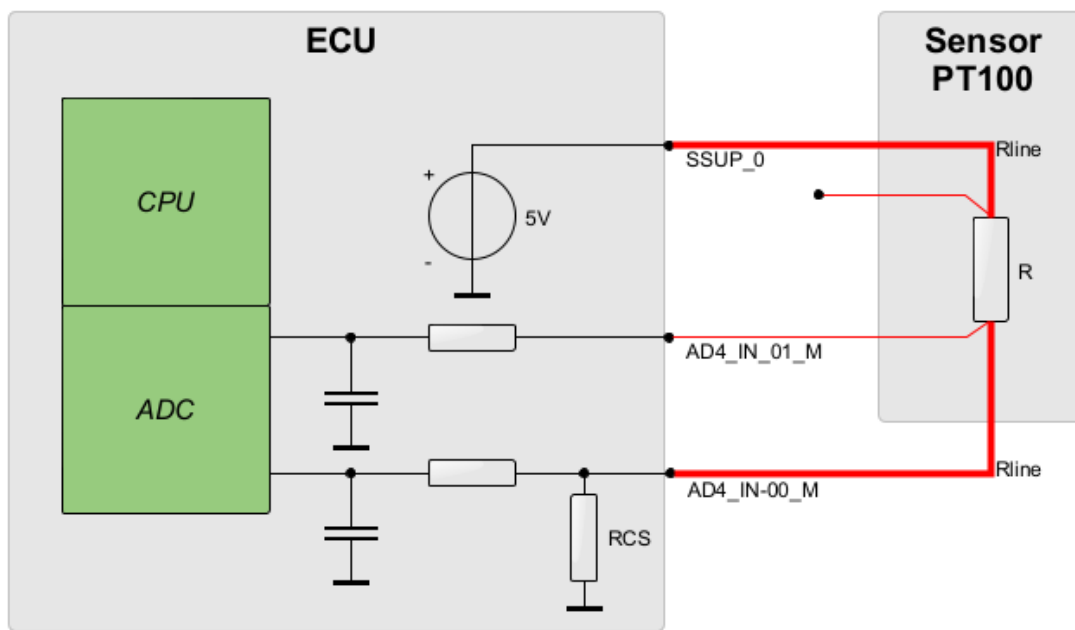 ECU
Sensor
PT100
Rline
SSUP_0
+
CPU
5V
-
R
AD4_IN_01_M
ADC
Rline
AD4_IN-00_M
RCS